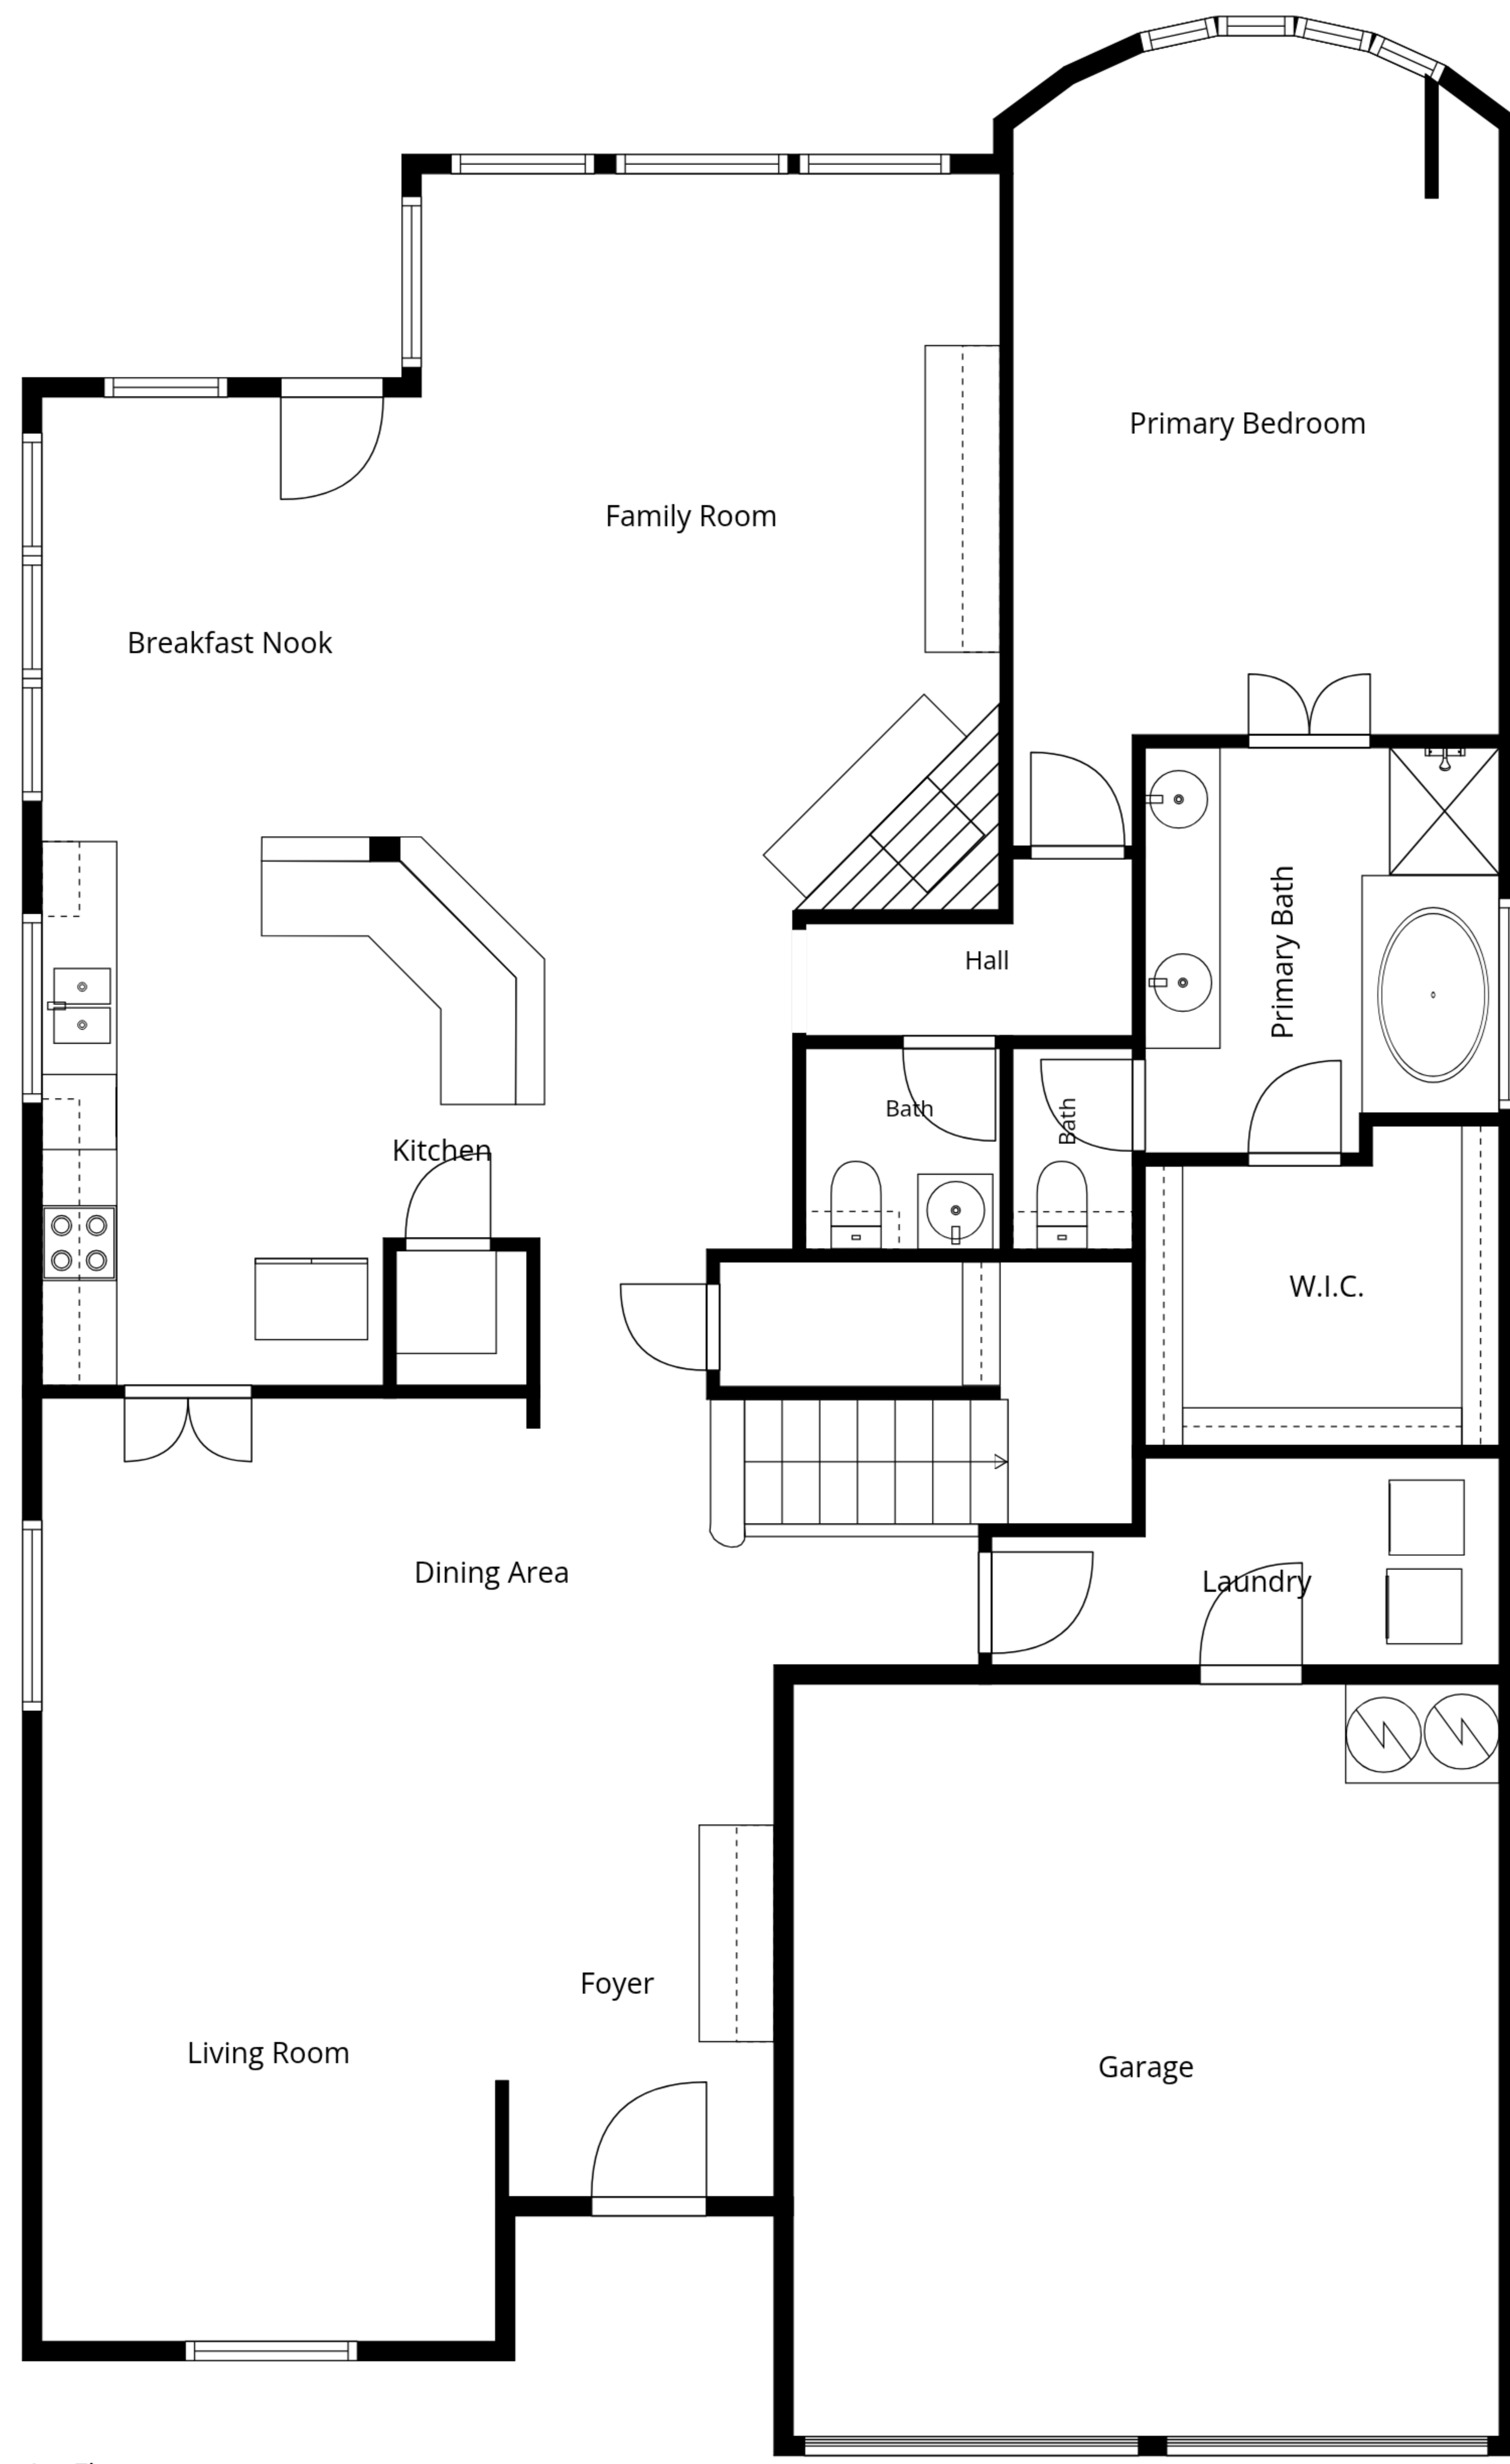 Primary Bedroom
Family Room
Breakfast Nook
Primary Bath
Hall
Bath
Bath
Kitchen
W.I.C.
Dining Area
Laundry
Foyer
Living Room
Garage